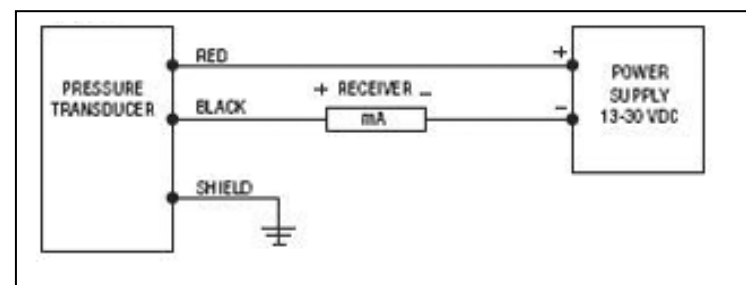 RED
+
PRESSURE
TRANSDUCER
+ RECEIVER -
BLACK
mA
-
POWER
SUPPLY
13-30 VDC
SHIELD